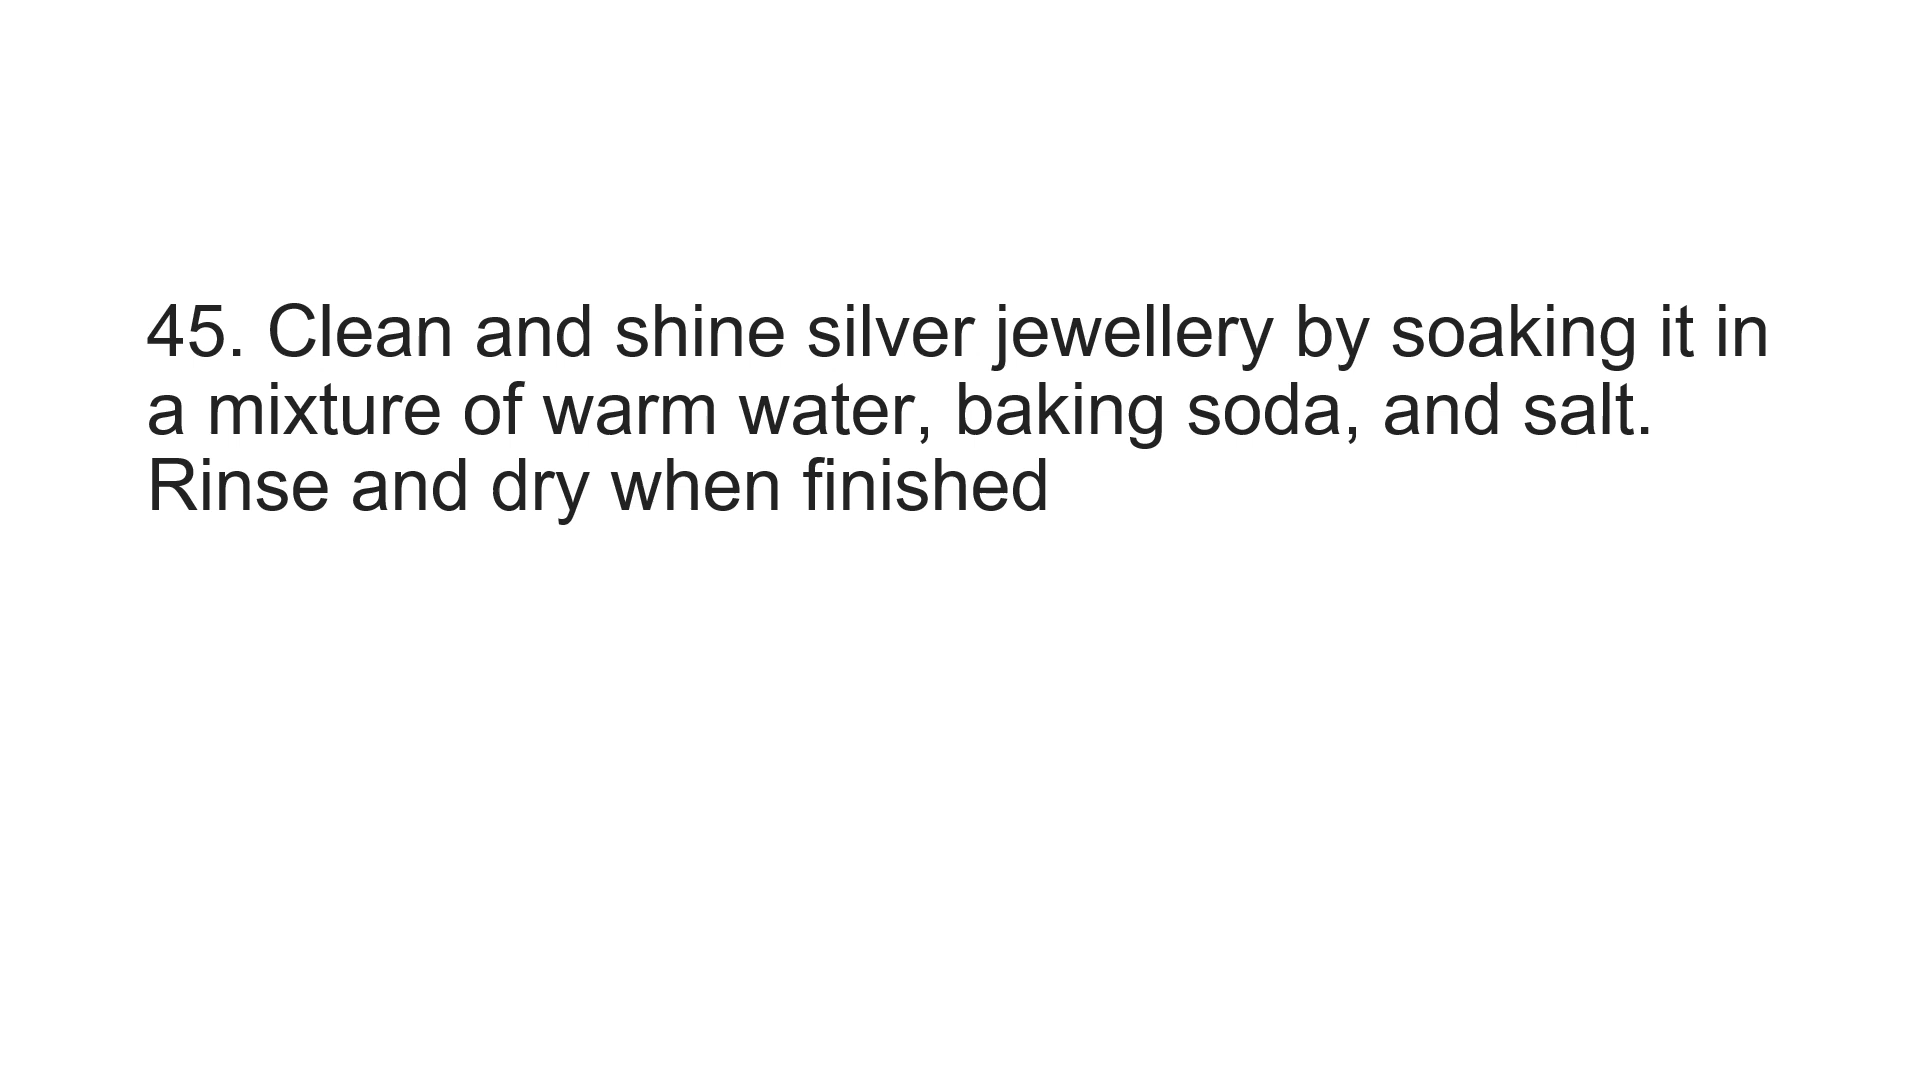 45. Clean and shine silver jewellery by soaking it in
a mixture of warm water, baking soda, and salt.
Rinse and dry when finished